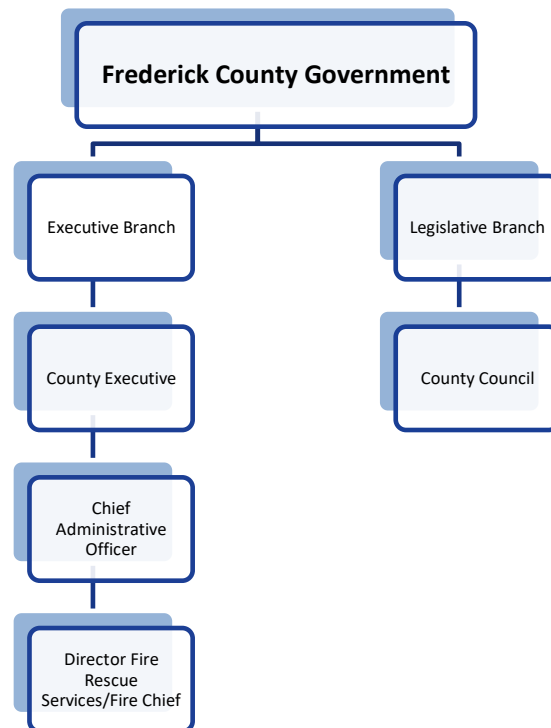 Frederick County Government
Executive Branch
Legislative Branch
County Executive
County Council
Chief
Administrative
Officer
Director Fire
Rescue
Services/Fire Chief